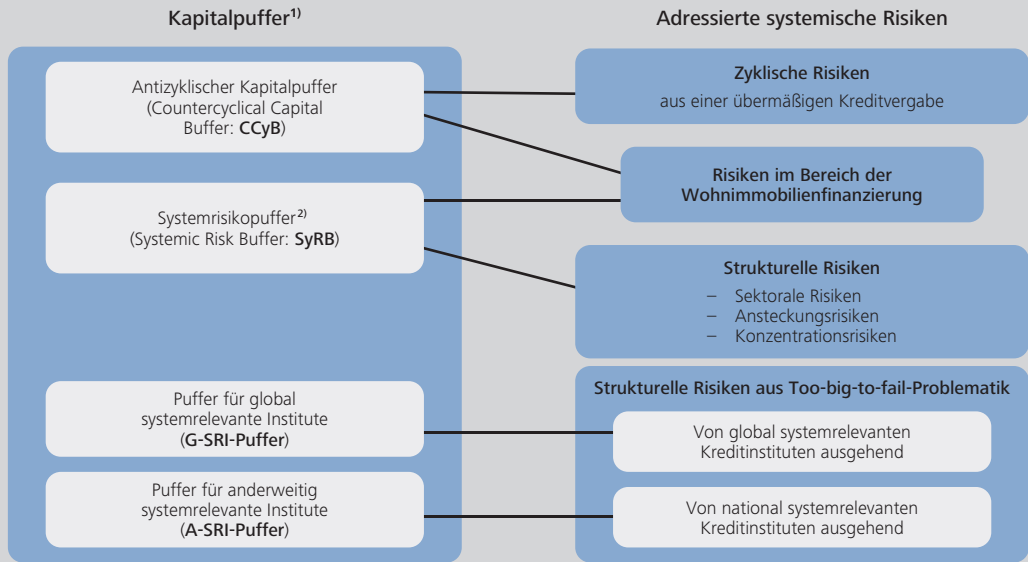 Kapitalpuffer¹⁾
Antizyklischer Kapitalpuffer
(Countercyclical Capital
Buffer: CCyB)
Systemrisikopuffer²⁾
(Systemic Risk Buffer: SyRB)
Puffer für global
systemrelevante Institute
(G-SRI-Puffer)
Puffer für anderweitig
systemrelevante Institute
(A-SRI-Puffer)
Adressierte systemische Risiken
Zyklische Risiken
aus einer übermäßigen Kreditvergabe
Risiken im Bereich der
Wohnimmobilienfinanzierung
Strukturelle Risiken
– Sektorale Risiken
– Ansteckungsrisiken
– Konzentrationsrisiken
Strukturelle Risiken aus Too-big-to-fail-Problematik
Von global systemrelevanten
Kreditinstituten ausgehend
Von national systemrelevanten
Kreditinstituten ausgehend